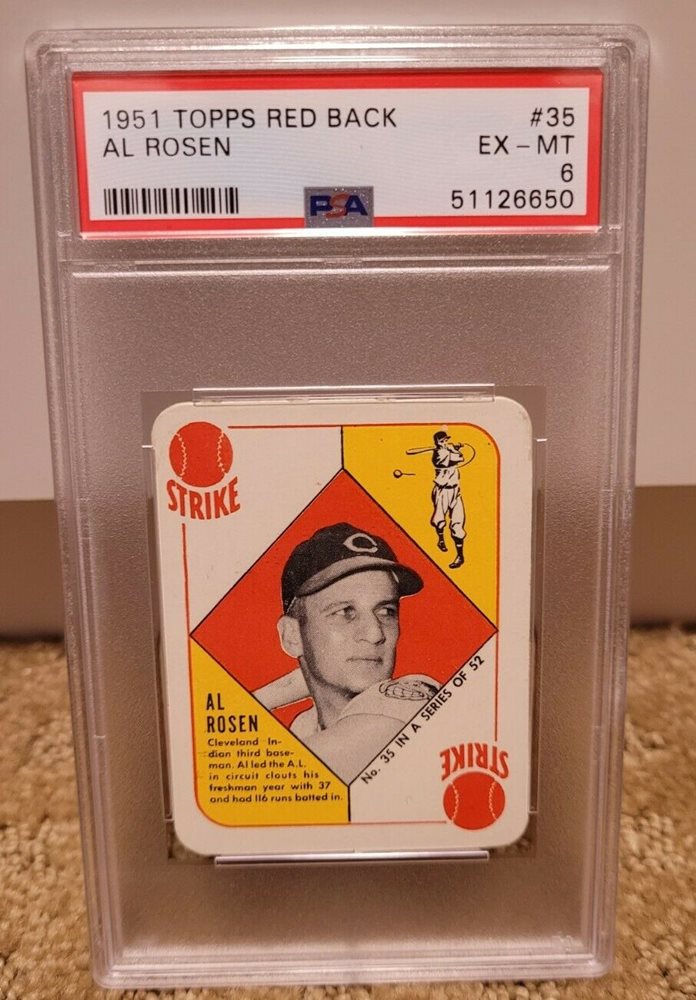 1951 TOPPS RED BACK #35
AL ROSEN EX - MT
6
PSA 51126650
STRIKE
C
AL
ROSEN
Cleveland In-
dian third base-
man. Al led the A.L.
in circuit clouts his
freshman year with 37
and had 116 runs batted in.
No. 35 IN A SERIES OF 52
STRIKE